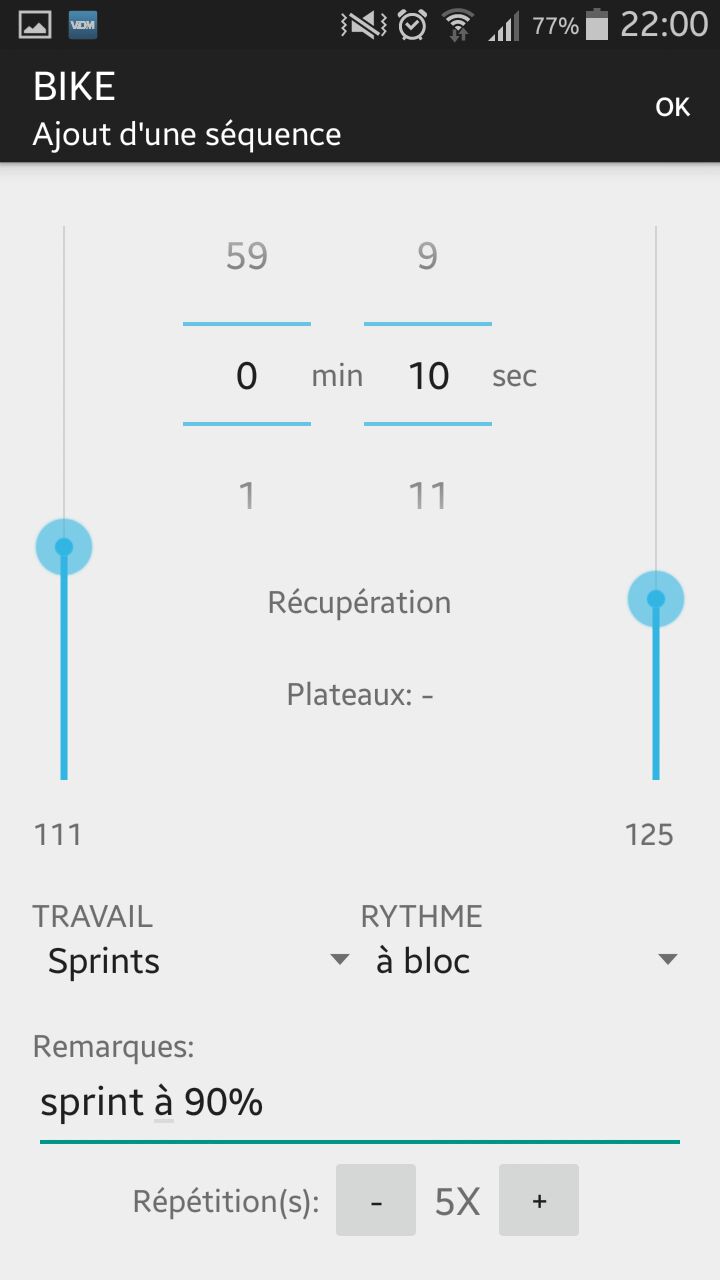 VDM 77% 22:00
BIKE
Ajout d'une séquence
OK
59 9
0 min 10 sec
1 11
Récupération
Plateaux: -
111 125
TRAVAIL RYTHME
Sprints à bloc
Remarques:
sprint à 90%
Répétition(s): - 5X +